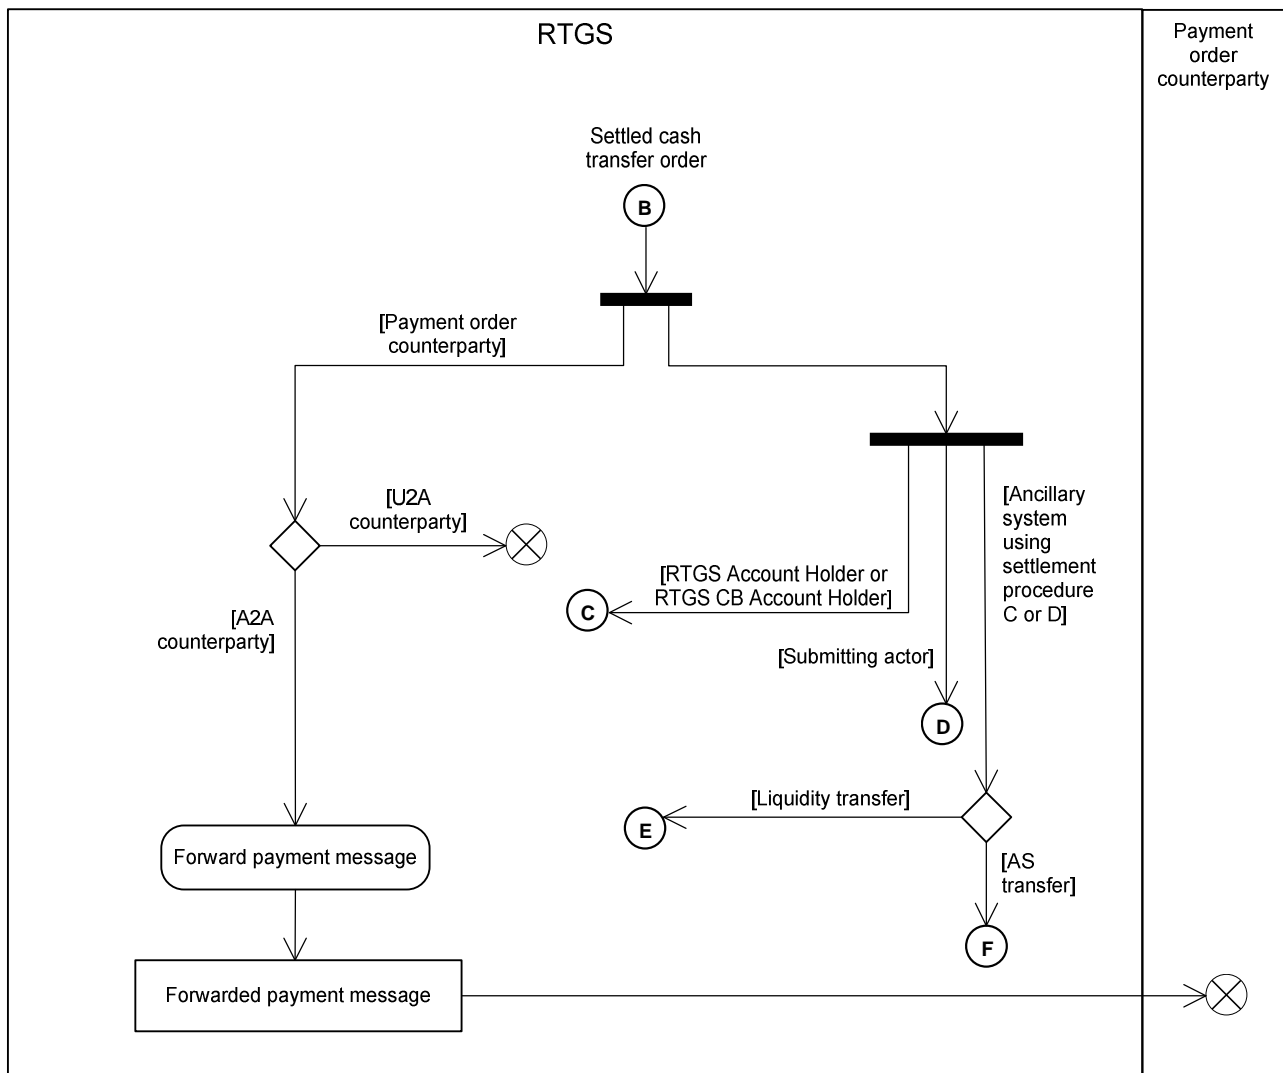 RTGS
Payment
order
counterparty
Settled cash
transfer order
B
[Payment order
counterparty]
[U2A
counterparty]
[Ancillary
system
using
settlement
procedure
C or D]
[RTGS Account Holder or
RTGS CB Account Holder]
C
[A2A
counterparty]
[Submitting actor]
D
[Liquidity transfer]
E
Forward payment message
[AS
transfer]
F
Forwarded payment message